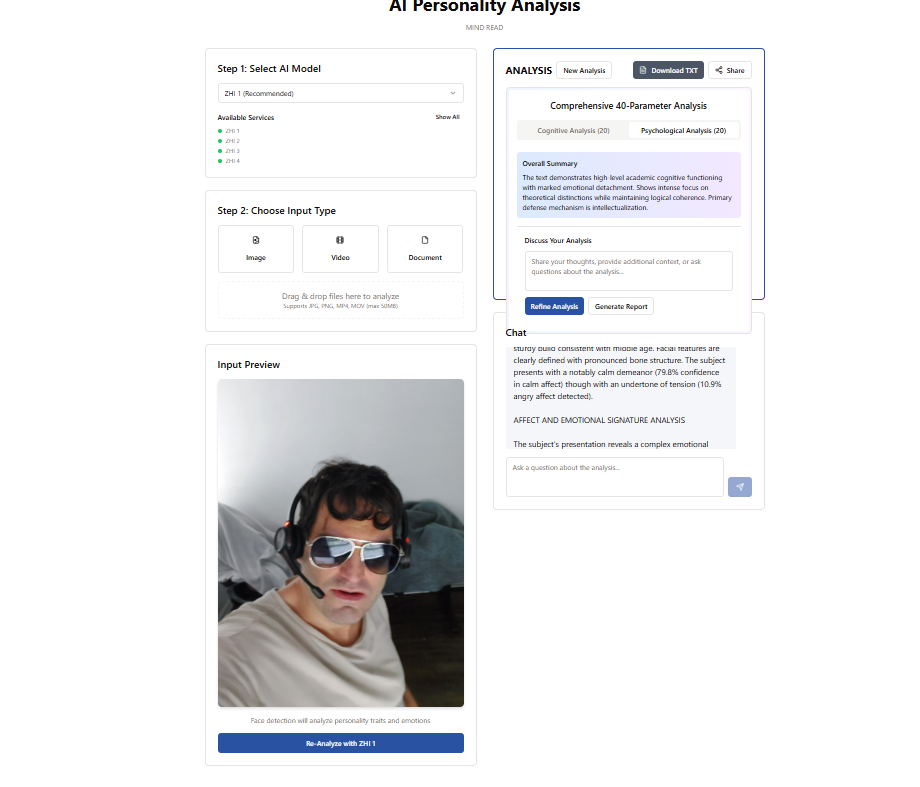 AI Personality Analysis
MIND READ
Step 1: Select AI Model
ZHI 1 (Recommended)
Available Services
Show All
ZHI 1
ZHI 2
ZHI 3
ZHI 4
Step 2: Choose Input Type
Image
Video
Document
Drag & drop files here to analyze
Supports JPG, PNG, MP4, MOV (max 50MB)
Input Preview
Face detection will analyze personality traits and emotions
Re-Analyze with ZHI 1
ANALYSIS
New Analysis
Download TXT
Share
Comprehensive 40-Parameter Analysis
Cognitive Analysis (20)
Psychological Analysis (20)
Overall Summary
The text demonstrates high-level academic cognitive functioning
with marked emotional detachment. Shows intense focus on
theoretical distinctions while maintaining logical coherence. Primary
defense mechanism is intellectualization.
Discuss Your Analysis
Share your thoughts, provide additional context, or ask
questions about the analysis...
Refine Analysis
Generate Report
Chat
sturdy build consistent with middle age. Facial features are
clearly defined with pronounced bone structure. The subject
presents with a notably calm demeanor (79.8% confidence
in calm affect) though with an undertone of tension (10.9%
angry affect detected).
AFFECT AND EMOTIONAL SIGNATURE ANALYSIS
The subject's presentation reveals a complex emotional
Ask a question about the analysis...